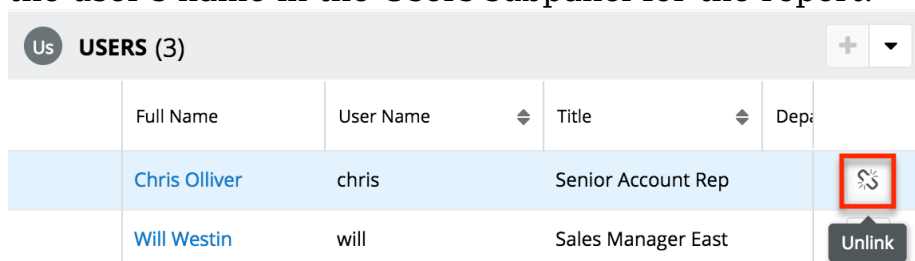 the user's name in the Users subpanel for the report.
Us USERS (3)
Full Name User Name Title Depa
Chris Olliver chris Senior Account Rep
Will Westin will Sales Manager East Unlink